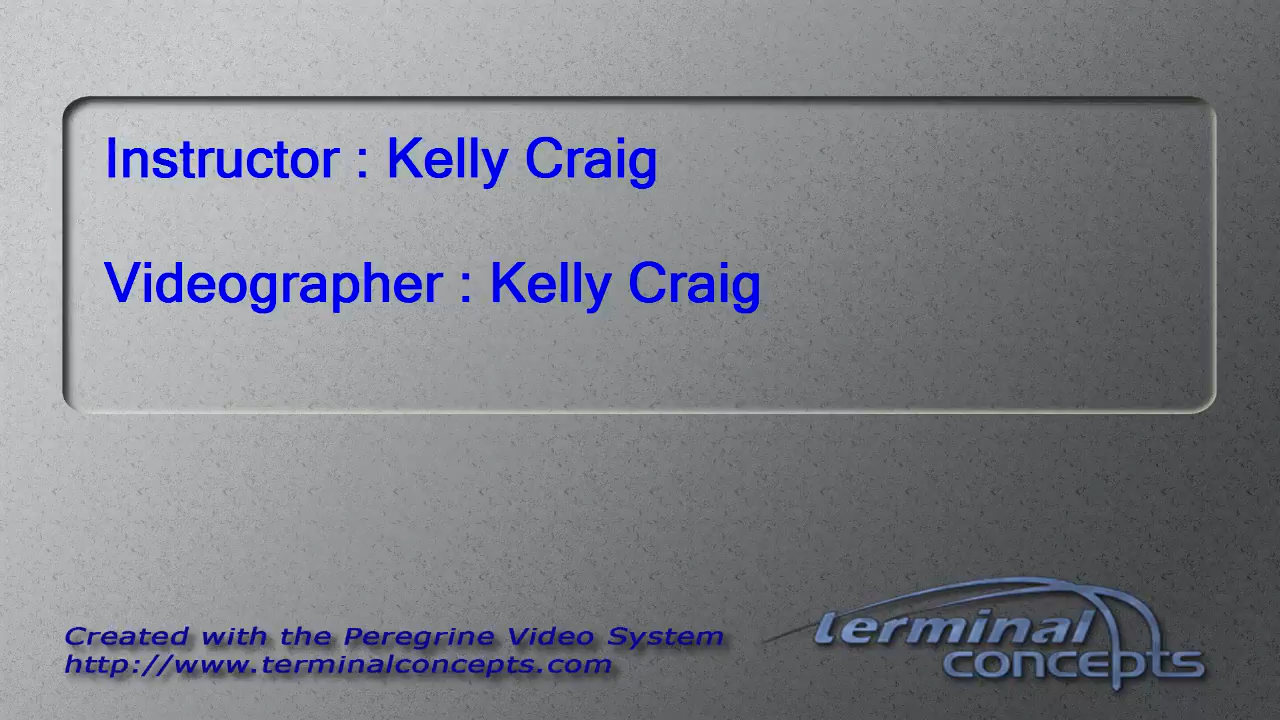 Instructor : Kelly Craig
Videographer : Kelly Craig
Created with the Peregrine Video System
http://www.terminalconcepts.com
terminal
concepts